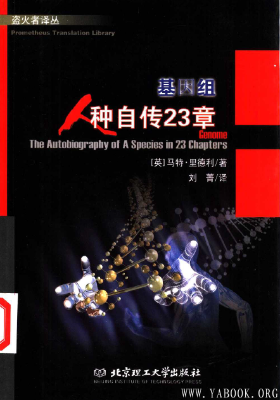 盗火者译丛
Prometheus Translation Library
基因组
人种自传23章
Genome
The Autobiography of A Species in 23 Chapters
[英]马特·里德利/著
刘 菁/译
北京理工大学出版社
BEIJING INSTITUTE OF TECHNOLOGY PRESS
WWW.YABOOK.ORG